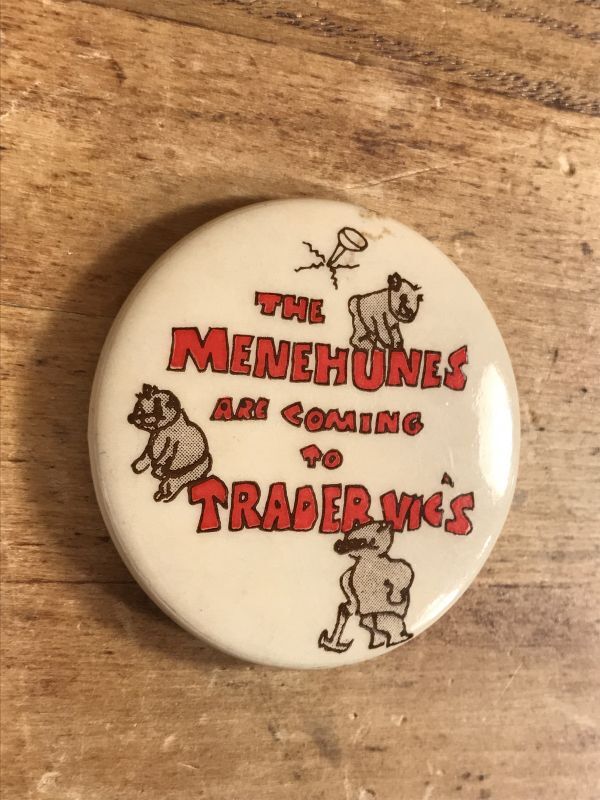 THE
MENEHUNES
ARE COMING
TO
TRADER VIC'S